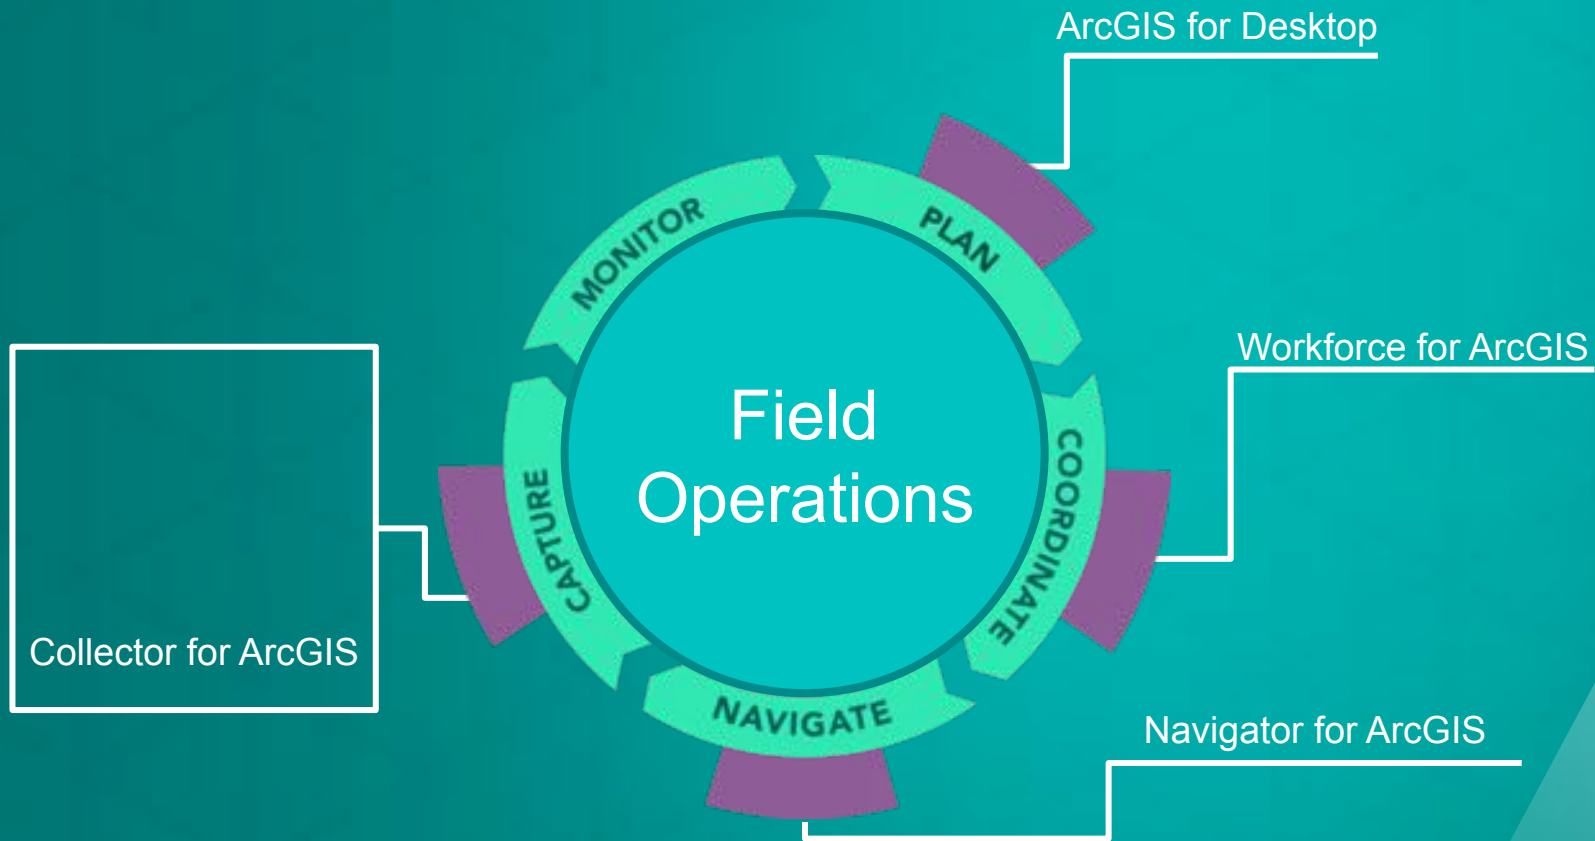 ArcGIS for Desktop
MONITOR
PLAN
Workforce for ArcGIS
Field
Operations
COORDINATE
CAPTURE
Collector for ArcGIS
NAVIGATE
Navigator for ArcGIS